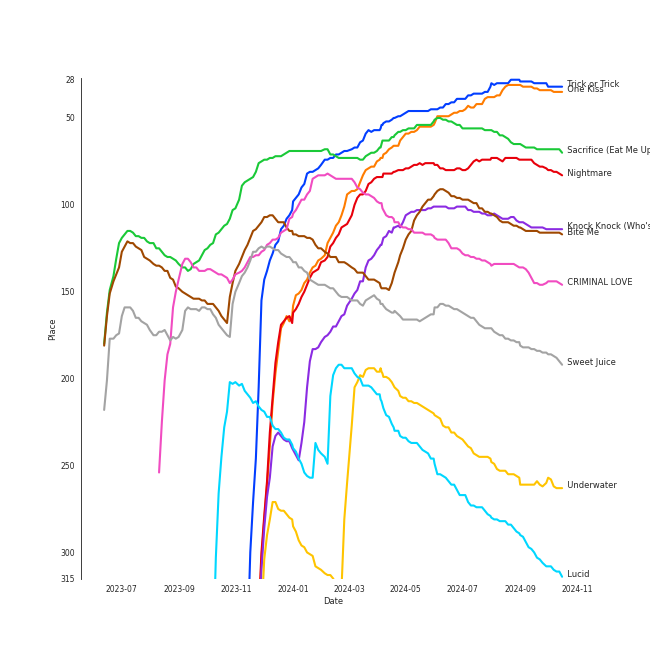 28
50
100
150
200
250
300
315
Place
2023-07
2023-09
2023-11
2024-01
2024-03
2024-05
2024-07
2024-09
2024-11
Date
Trick or Trick
One Kiss
Sacrifice (Eat Me Up
Nightmare
Knock Knock (Who's
Bite Me
CRIMINAL LOVE
Sweet Juice
Underwater
Lucid